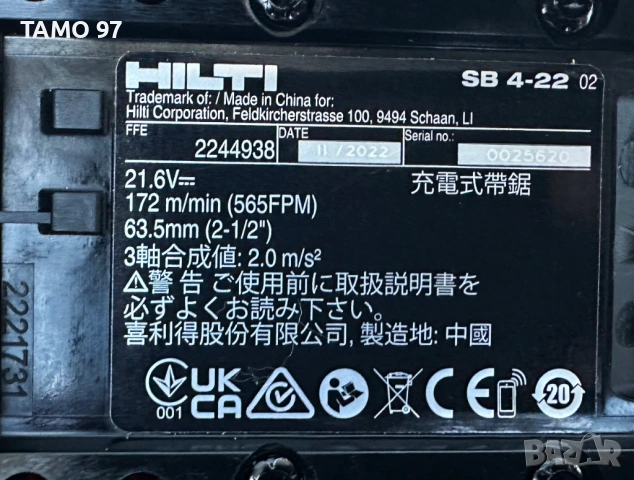 TAMO 97
HILTI SB 4-22 02
Trademark of: / Made in China for:
Hilti Corporation, Feldkircherstrasse 100, 9494 Schaan, LI
FFE 2244938 DATE 11/2022 Serial no.: 0025620
21.6V⎓ 充電式帶鋸
172 m/min (565FPM)
63.5mm (2-1/2")
3軸合成値: 2.0 m/s²
⚠警告 ご使用前に取扱説明書を
必ずよくお読み下さい。
喜利得股份有限公司, 製造地: 中國
001 UK CA CE 20
2221731
BAZAR